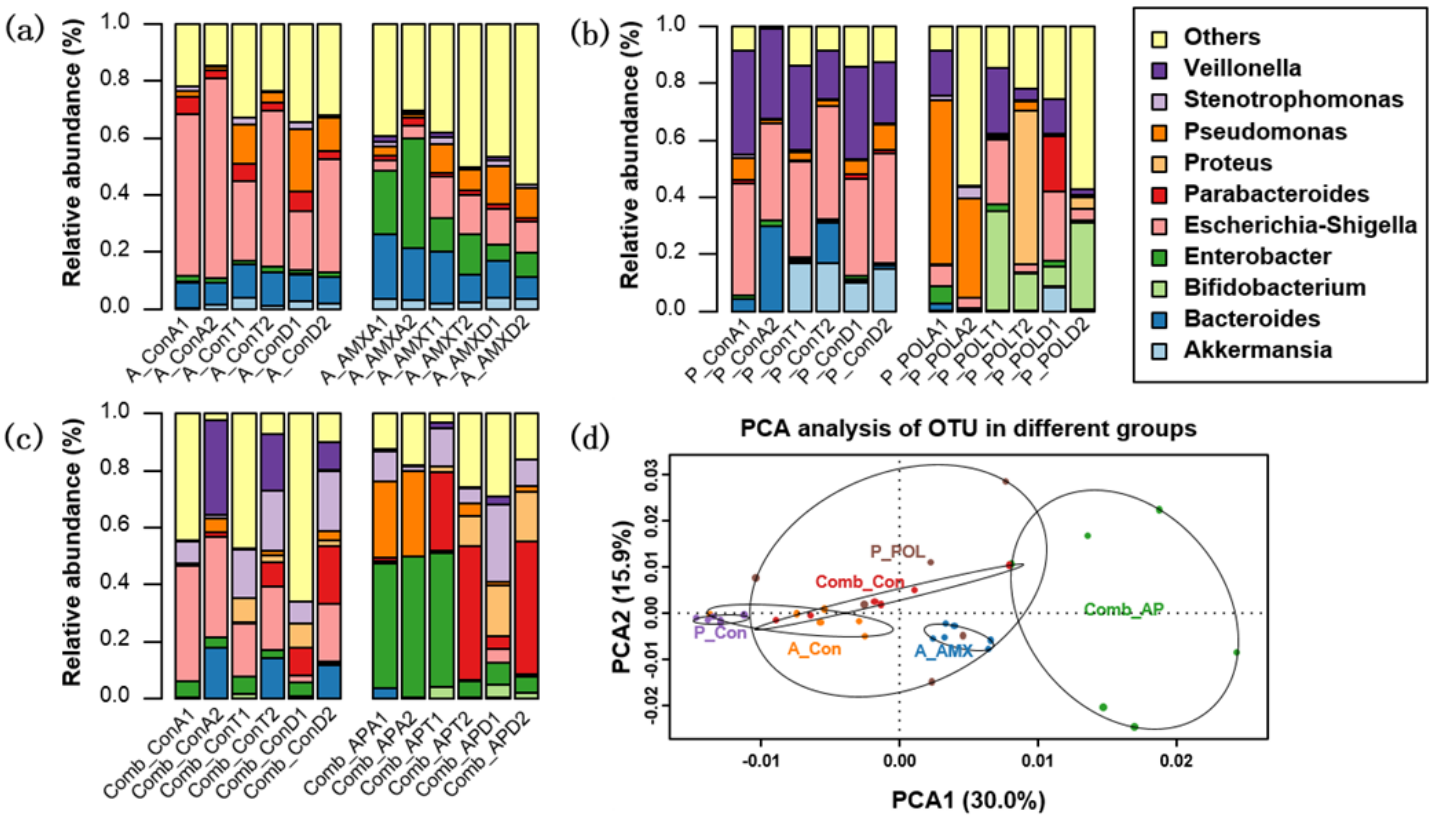 (a)
Relative abundance (%)
1.0
0.8
0.6
0.4
0.2
0.0
A_ConA1
A_ConA2
A_ConT1
A_ConT2
A_ConD1
A_ConD2
A_AMXA1
A_AMXA2
A_AMXT1
A_AMXT2
A_AMXD1
A_AMXD2
(b)
Relative abundance (%)
1.0
0.8
0.6
0.4
0.2
0.0
P_ConA1
P_ConA2
P_ConT1
P_ConT2
P_ConD1
P_ConD2
P_POLA1
P_POLA2
P_POLT1
P_POLT2
P_POLD1
P_POLD2
Others
Veillonella
Stenotrophomonas
Pseudomonas
Proteus
Parabacteroides
Escherichia-Shigella
Enterobacter
Bifidobacterium
Bacteroides
Akkermansia
(c)
Relative abundance (%)
1.0
0.8
0.6
0.4
0.2
0.0
Comb_ConA1
Comb_ConA2
Comb_ConT1
Comb_ConT2
Comb_ConD1
Comb_ConD2
Comb_APA1
Comb_APA2
Comb_APT1
Comb_APT2
Comb_APD1
Comb_APD2
(d)
PCA analysis of OTU in different groups
PCA2 (15.9%)
0.03
0.02
0.01
0.00
-0.01
-0.02
P_POL
Comb_Con
Comb_AP
P_Con
A_Con
A_AMX
-0.01
0.00
0.01
0.02
PCA1 (30.0%)